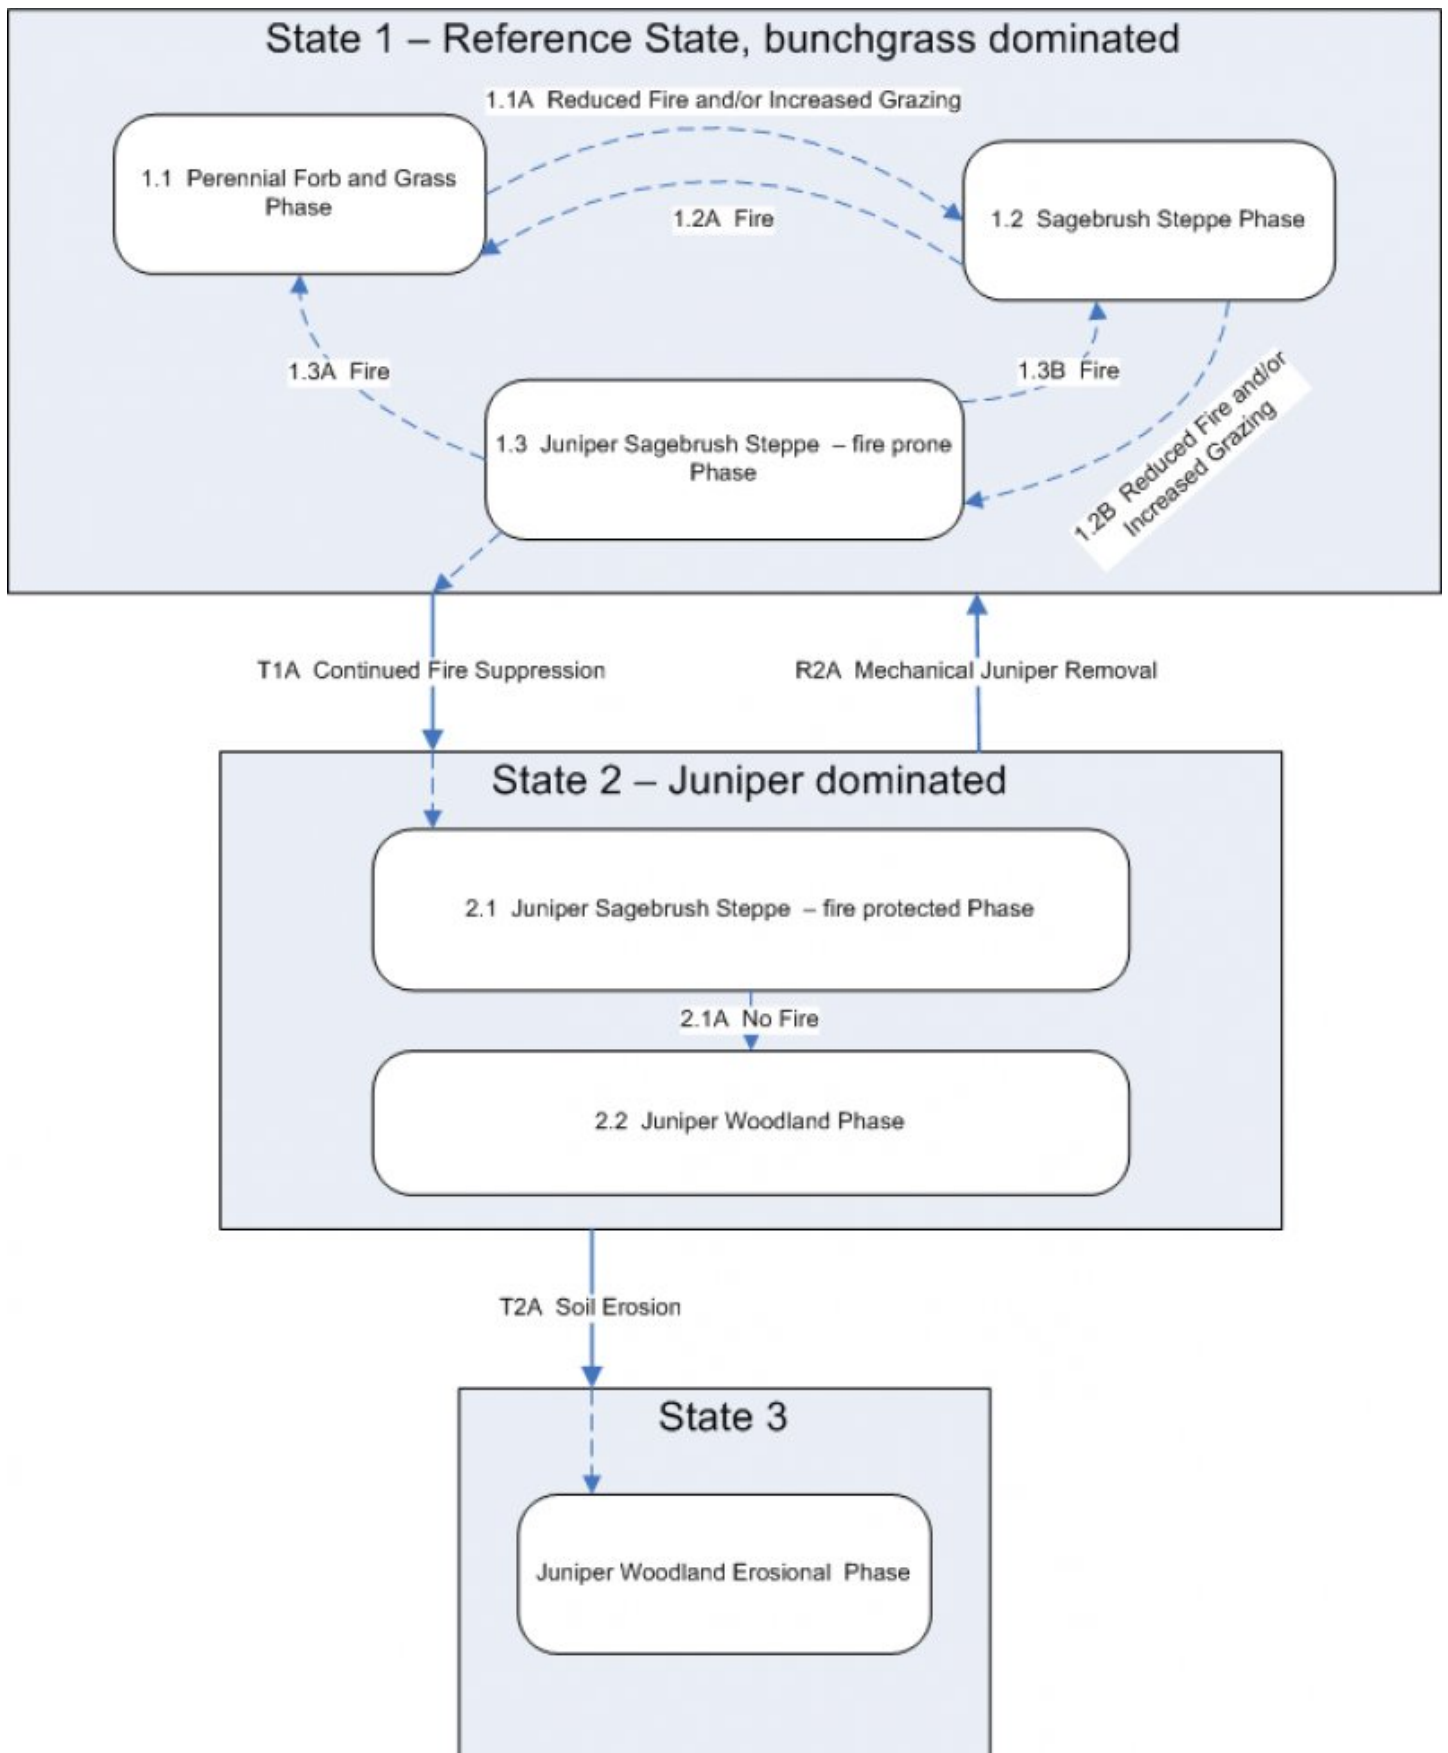 State 1 – Reference State, bunchgrass dominated
1.1A  Reduced Fire and/or Increased Grazing
1.1  Perennial Forb and Grass
Phase
1.2A  Fire
1.2  Sagebrush Steppe Phase
1.3A  Fire
1.3B  Fire
1.2B  Reduced Fire and/or
Increased Grazing
1.3  Juniper Sagebrush Steppe  – fire prone
Phase
T1A  Continued Fire Suppression
R2A  Mechanical Juniper Removal
State 2 – Juniper dominated
2.1  Juniper Sagebrush Steppe  – fire protected Phase
2.1A  No Fire
2.2  Juniper Woodland Phase
T2A  Soil Erosion
State 3
Juniper Woodland Erosional  Phase